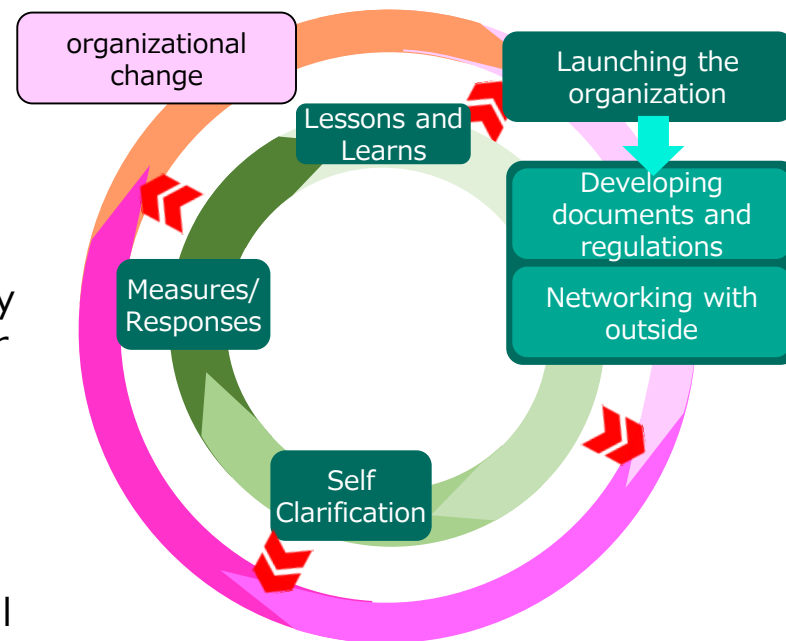 organizational
change
Launching the
organization
Lessons and
Learns
Developing
documents and
regulations
Networking with
outside
Measures/
Responses
Self
Clarification